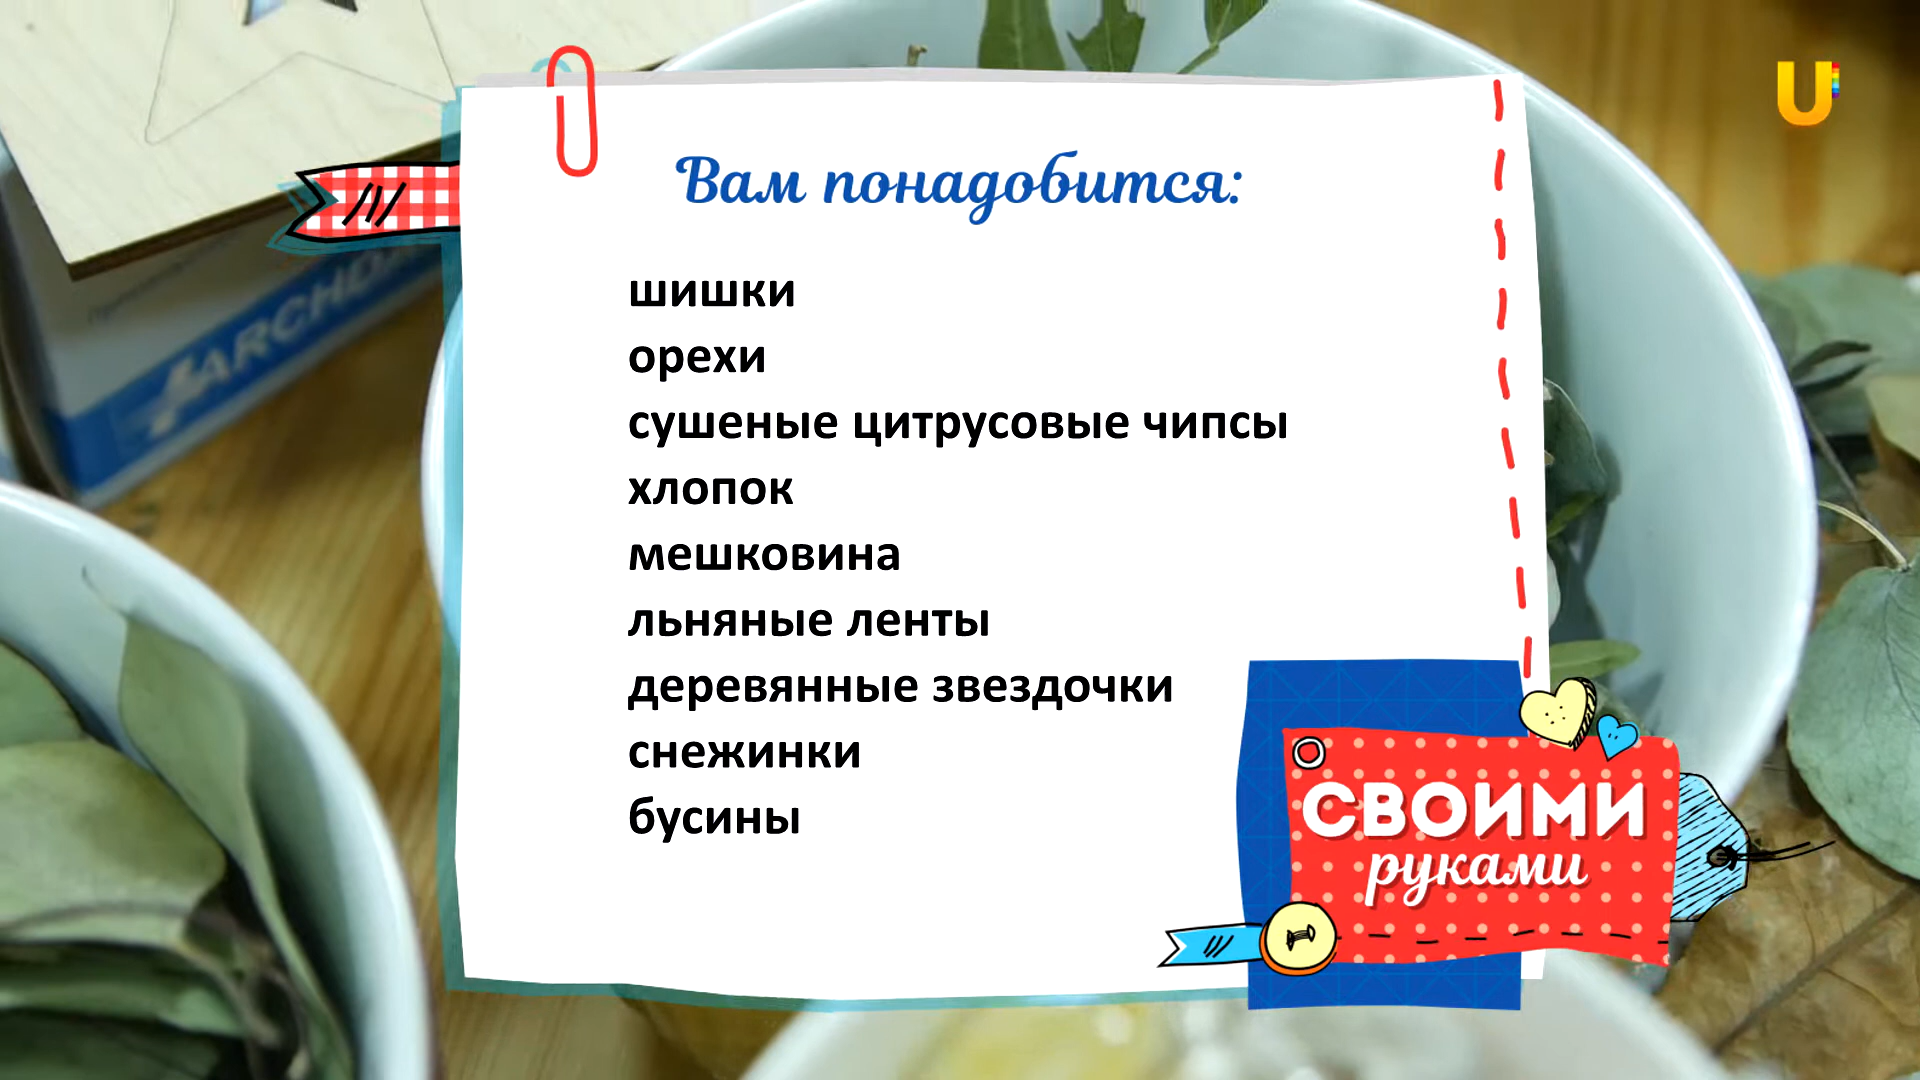 U
Вам понадобится:
шишки
орехи
сушеные цитрусовые чипсы
хлопок
мешковина
льняные ленты
деревянные звездочки
снежинки
бусины
СВОИМИ
руками